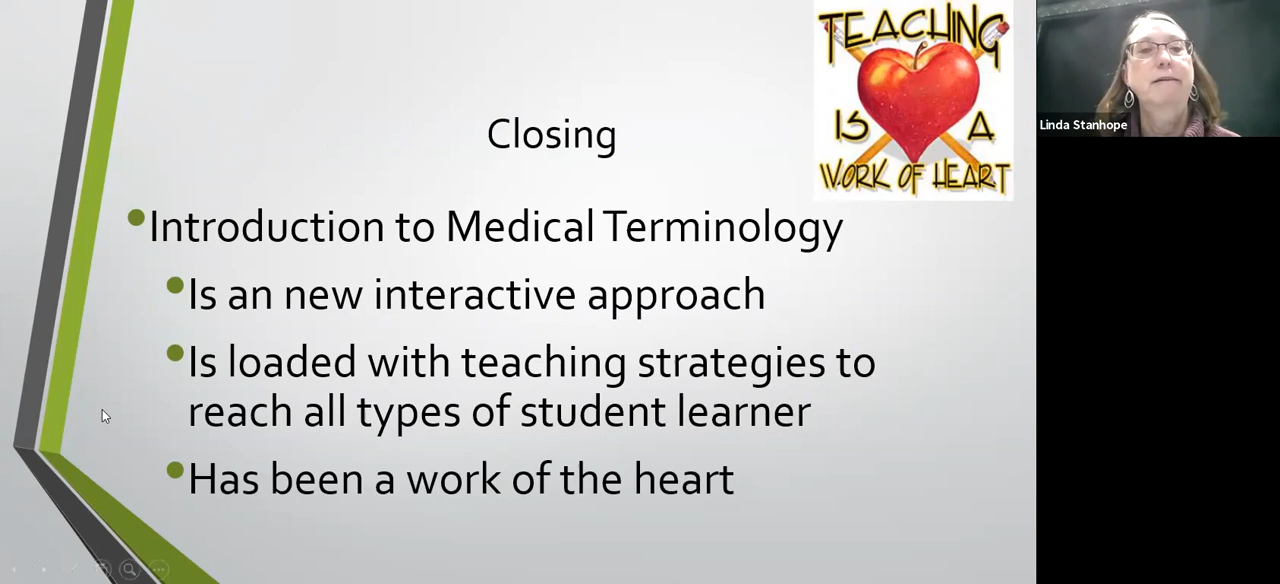 TEACHING
IS A
WORK OF HEART
Linda Stanhope
Closing
Introduction to Medical Terminology
Is an new interactive approach
Is loaded with teaching strategies to
reach all types of student learner
Has been a work of the heart